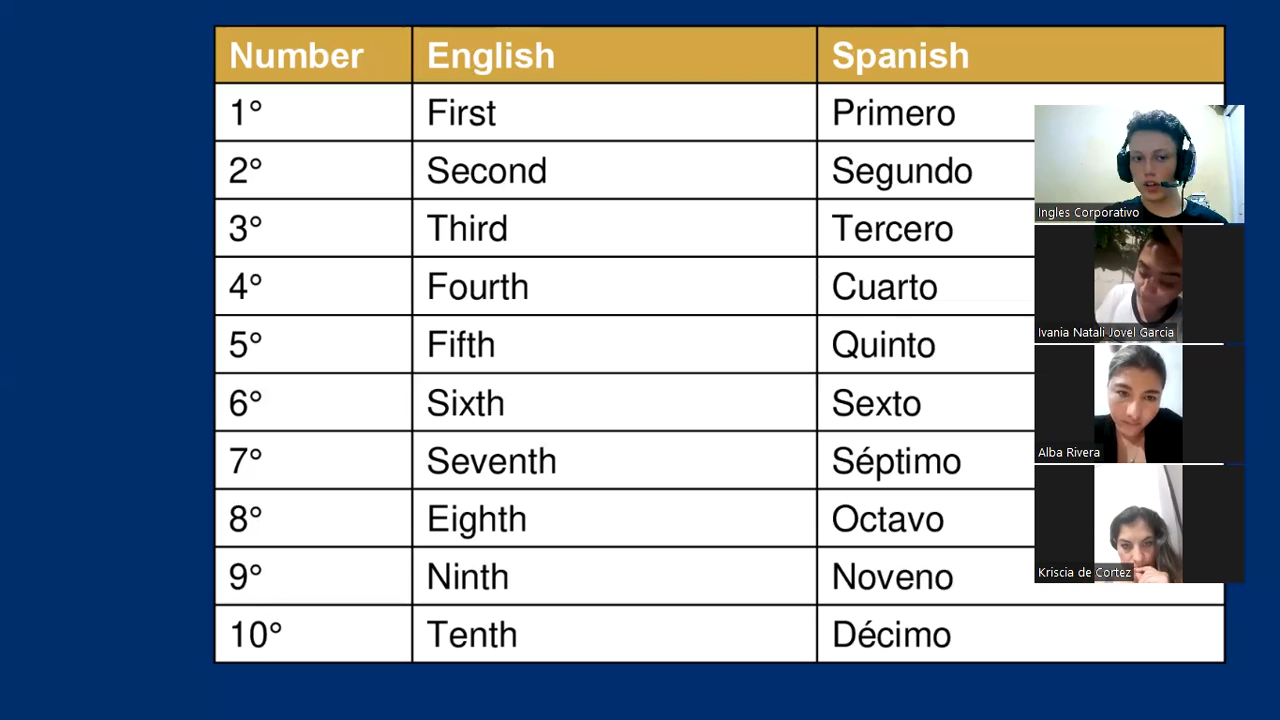 Number English Spanish
1° First Primero
2° Second Segundo
3° Third Tercero
4° Fourth Cuarto
5° Fifth Quinto
6° Sixth Sexto
7° Seventh Séptimo
8° Eighth Octavo
9° Ninth Noveno
10° Tenth Décimo
Ingles Corporativo
Ivania Natali Jovel Garcia
Alba Rivera
Kriscia de Cortez